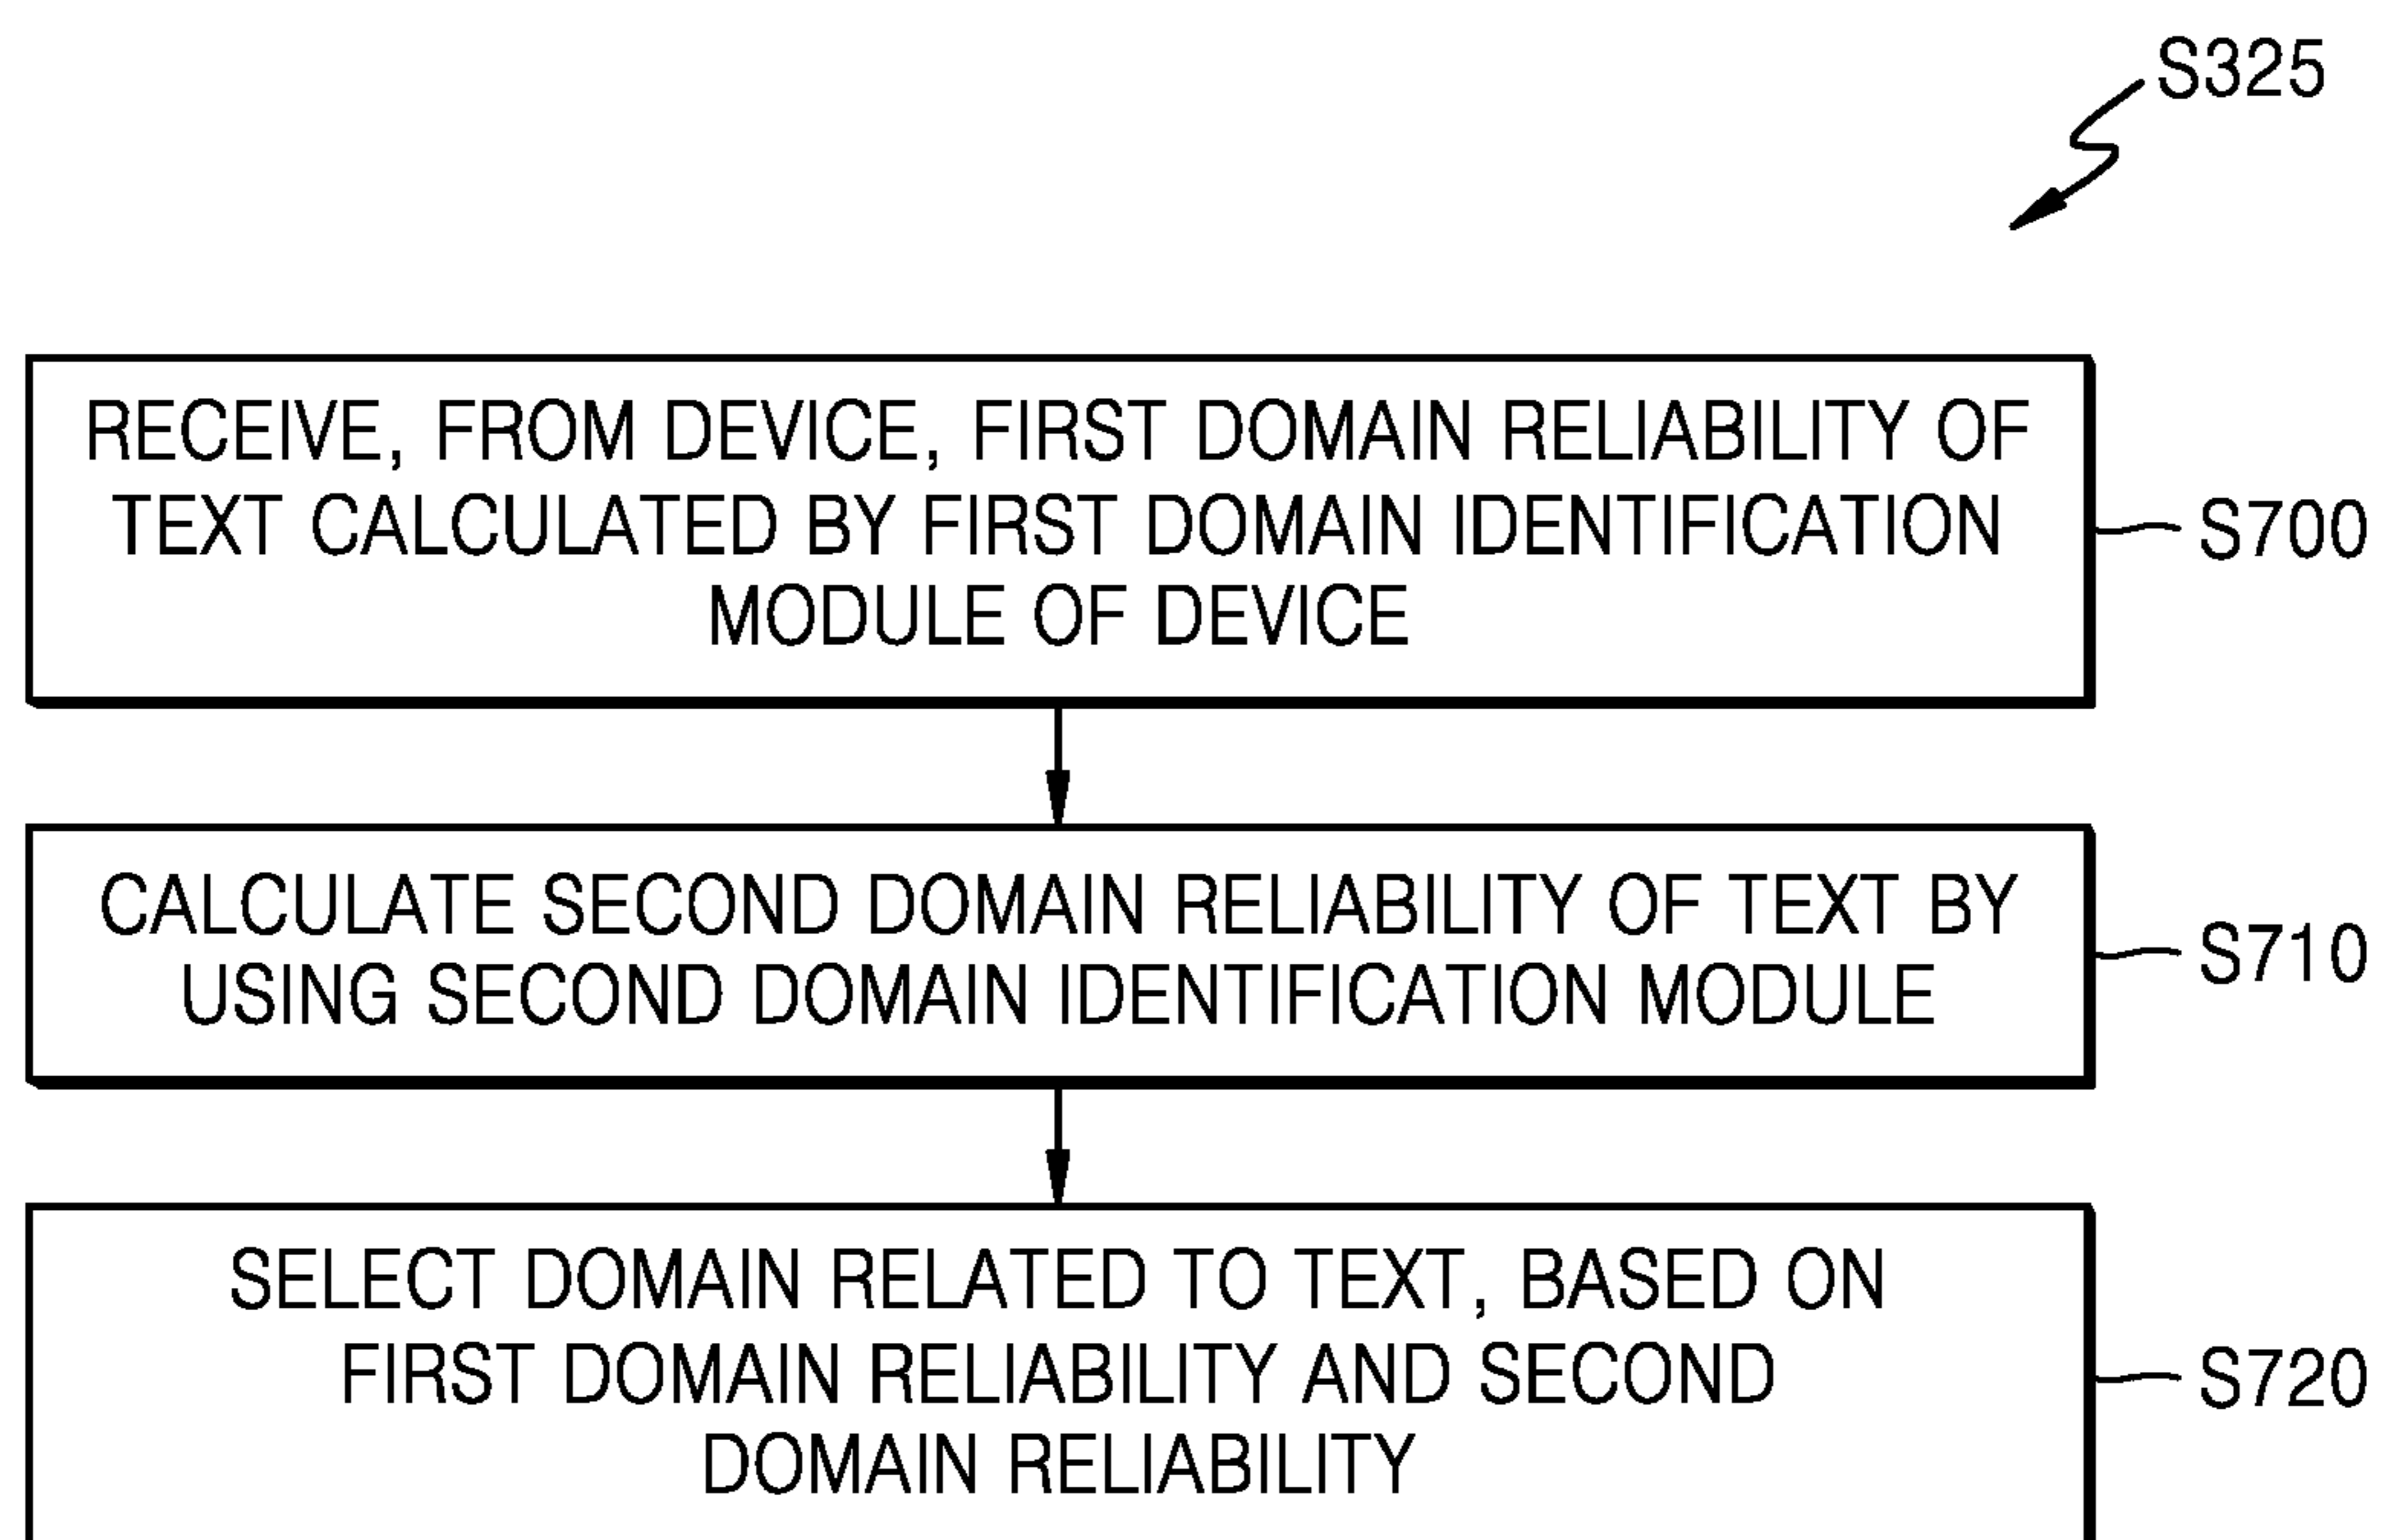 S325
RECEIVE, FROM DEVICE, FIRST DOMAIN RELIABILITY OF
TEXT CALCULATED BY FIRST DOMAIN IDENTIFICATION
MODULE OF DEVICE
S700
CALCULATE SECOND DOMAIN RELIABILITY OF TEXT BY
USING SECOND DOMAIN IDENTIFICATION MODULE
S710
SELECT DOMAIN RELATED TO TEXT, BASED ON
FIRST DOMAIN RELIABILITY AND SECOND
DOMAIN RELIABILITY
S720